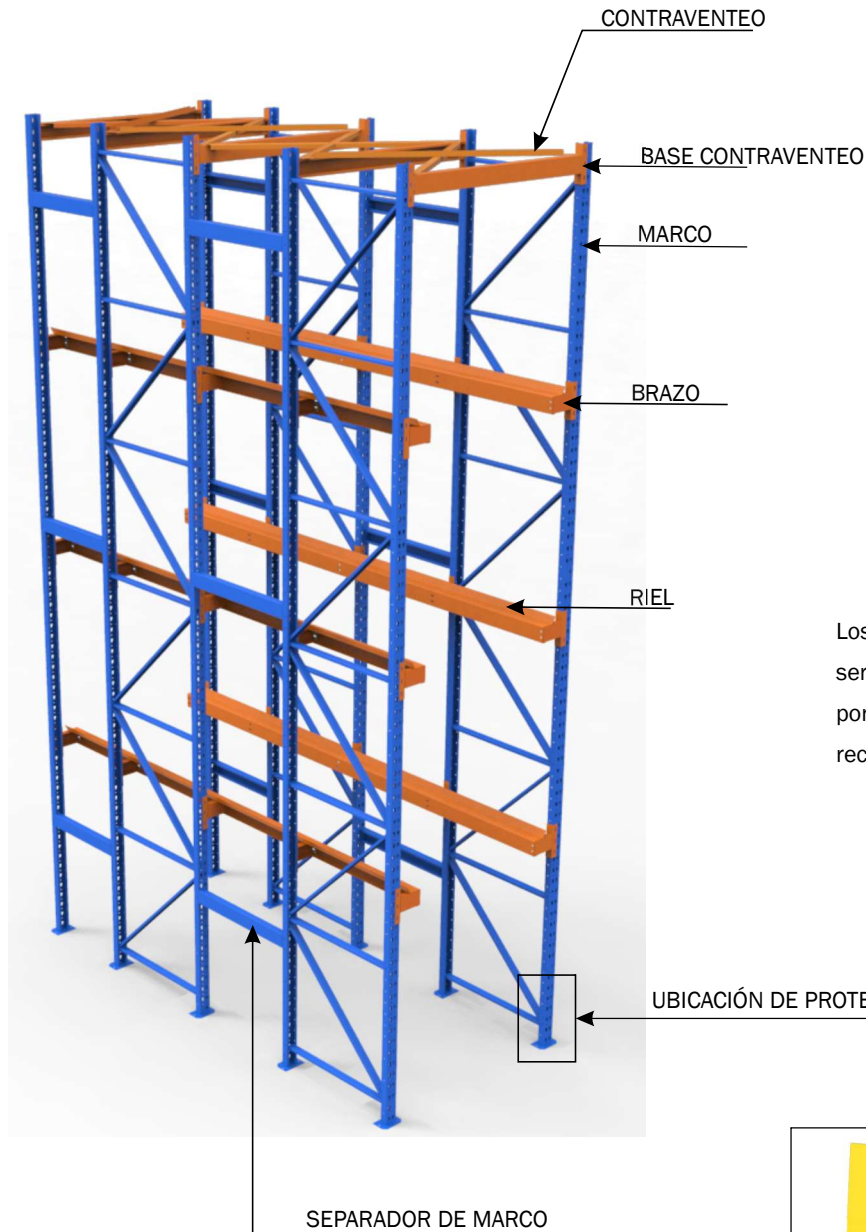 CONTRAVENTEO
BASE CONTRAVENTEO
MARCO
BRAZO
RIEL
Los
ser
por
rec
UBICACIÓN DE PROTE
SEPARADOR DE MARCO